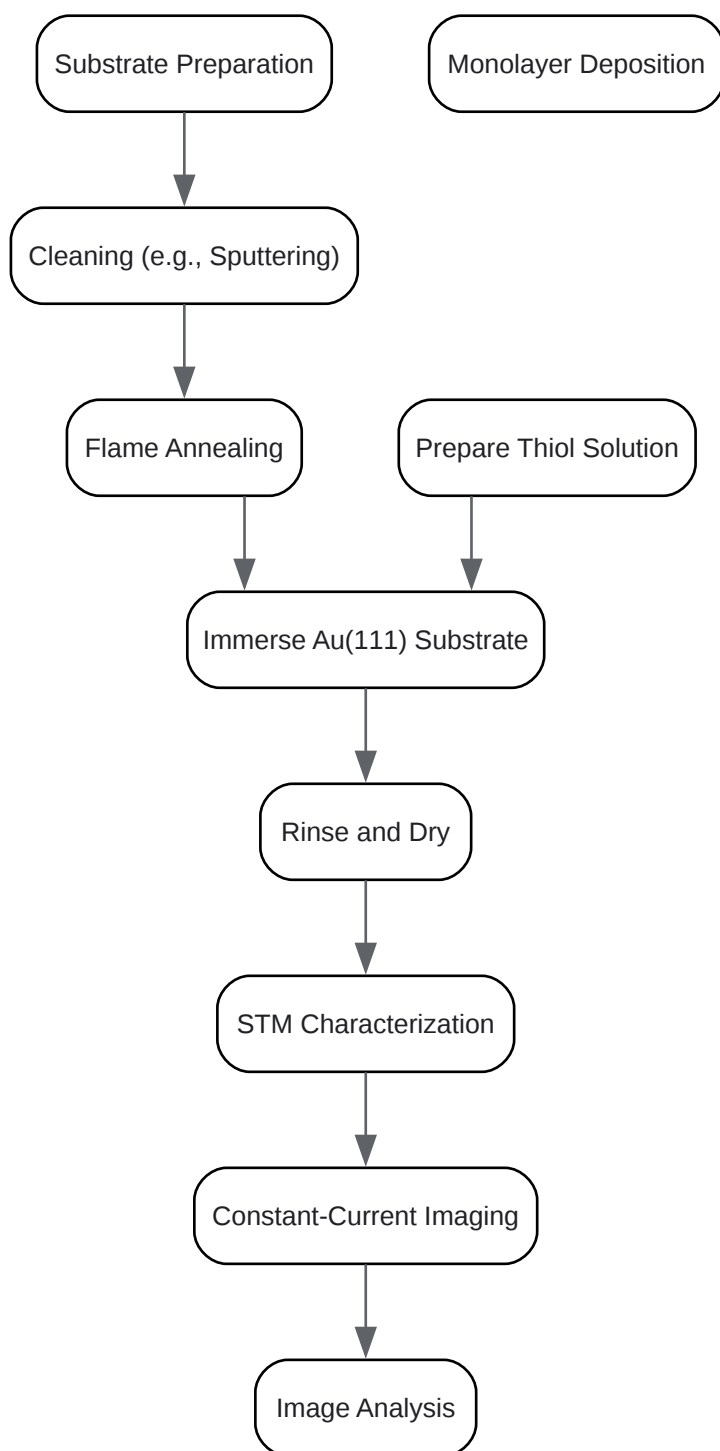 Substrate Preparation
Monolayer Deposition
Cleaning (e.g., Sputtering)
Flame Annealing
Prepare Thiol Solution
Immerse Au(111) Substrate
Rinse and Dry
STM Characterization
Constant-Current Imaging
Image Analysis